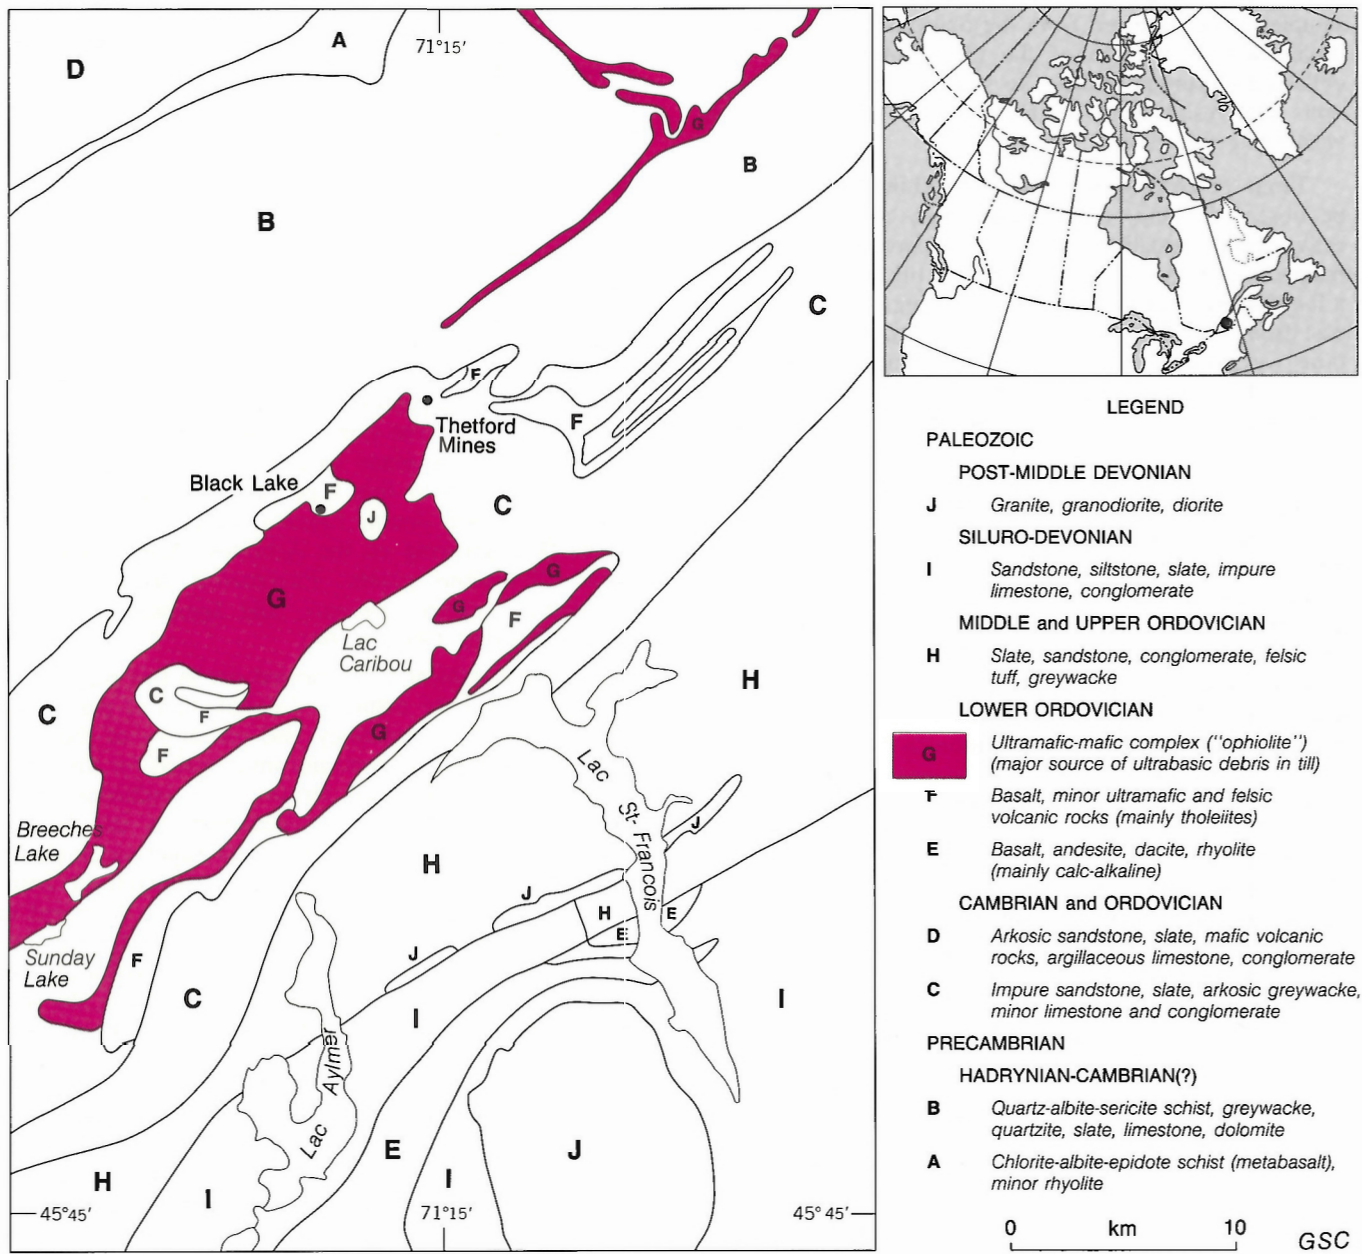 D
A
71°15′
G
B
B
C
F
Thetford
Mines
F
Black Lake
F
J
C
G
G
G
F
Lac
Caribou
H
C
C
F
G
F
Lac
St-Francois
J
Breeches
Lake
H
J
H
E
E
Sunday
Lake
F
J
C
I
I
Lac
Aylmer
E
J
H
I
I
45°45′
71°15′
45°45′
LEGEND
PALEOZOIC
POST-MIDDLE DEVONIAN
J Granite, granodiorite, diorite
SILURO-DEVONIAN
I Sandstone, siltstone, slate, impure
limestone, conglomerate
MIDDLE and UPPER ORDOVICIAN
H Slate, sandstone, conglomerate, felsic
tuff, greywacke
LOWER ORDOVICIAN
G Ultramafic-mafic complex (''ophiolite'')
(major source of ultrabasic debris in till)
F Basalt, minor ultramafic and felsic
volcanic rocks (mainly tholeiites)
E Basalt, andesite, dacite, rhyolite
(mainly calc-alkaline)
CAMBRIAN and ORDOVICIAN
D Arkosic sandstone, slate, mafic volcanic
rocks, argillaceous limestone, conglomerate
C Impure sandstone, slate, arkosic greywacke,
minor limestone and conglomerate
PRECAMBRIAN
HADRYNIAN-CAMBRIAN(?)
B Quartz-albite-sericite schist, greywacke,
quartzite, slate, limestone, dolomite
A Chlorite-albite-epidote schist (metabasalt),
minor rhyolite
0 km 10
GSC